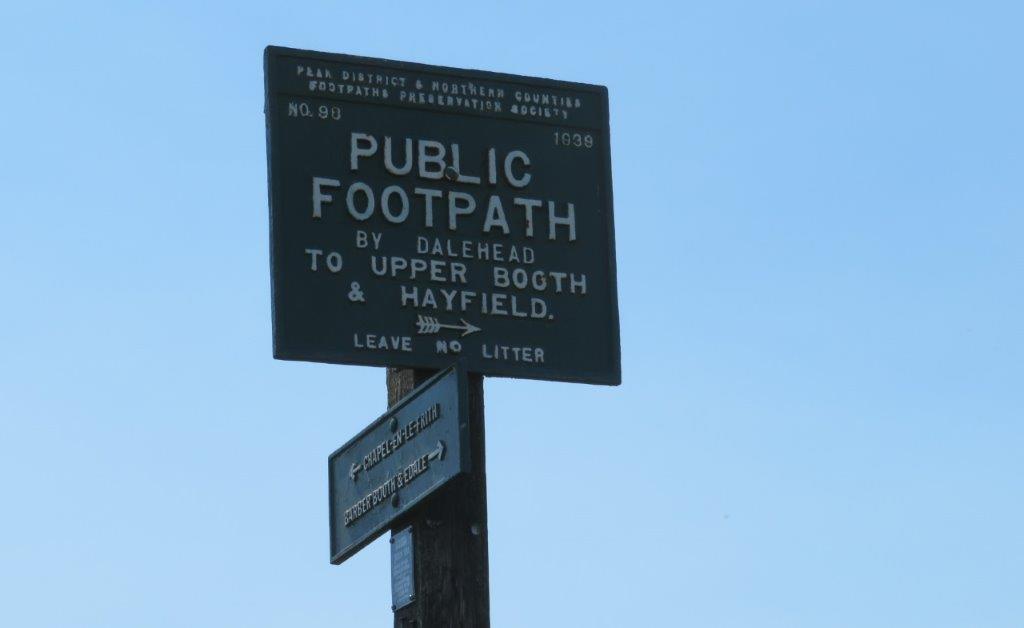 PEAK DISTRICT & NORTHERN COUNTIES
FOOTPATHS PRESERVATION SOCIETY
NO. 98
1939
PUBLIC
FOOTPATH
BY DALEHEAD
TO UPPER BOOTH
& HAYFIELD.
LEAVE NO LITTER
CHAPEL-EN-LE-FRITH
BARBER BOOTH & EDALE